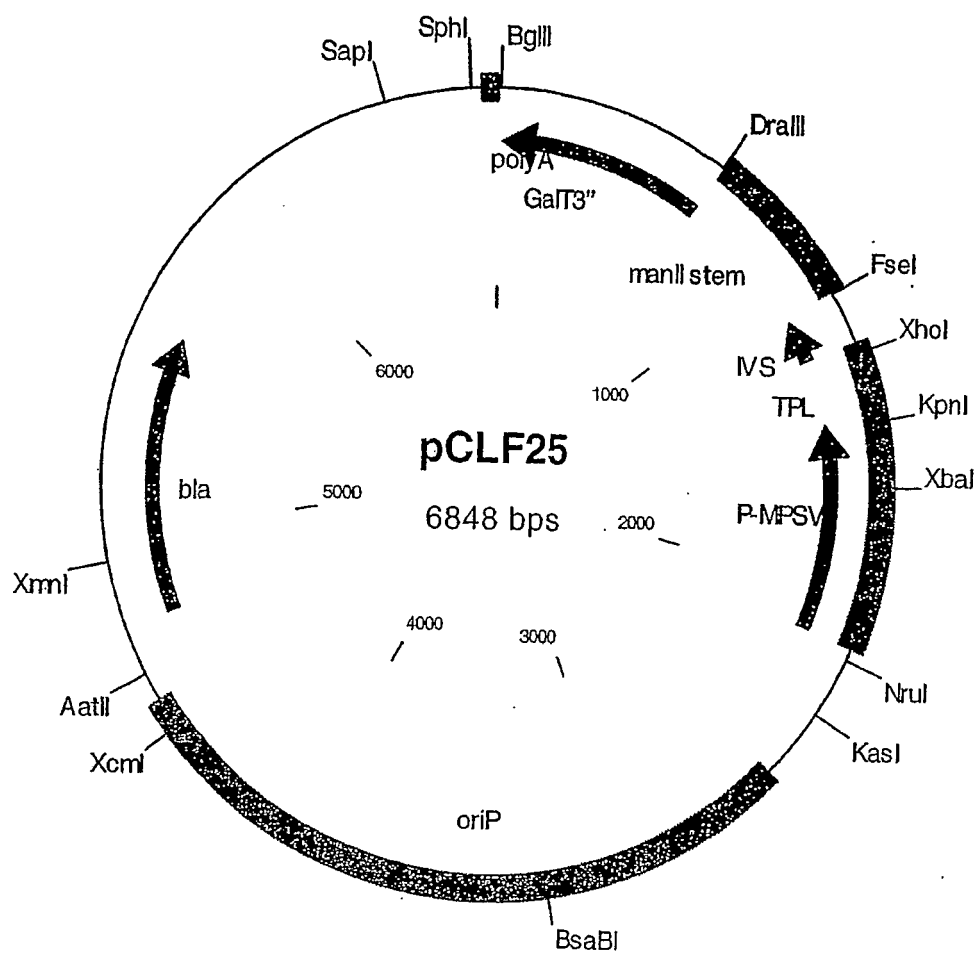 SphI
BglII
SapI
DraIII
polyA
GalT3"
manII stem
FseI
XhoI
IVS
6000
1000
TPL
KpnI
pCLF25
XbaI
bla
5000
6848 bps
2000
P-MPSV
XmnI
4000
3000
NruI
AatII
KasI
XcmI
oriP
BsaBI